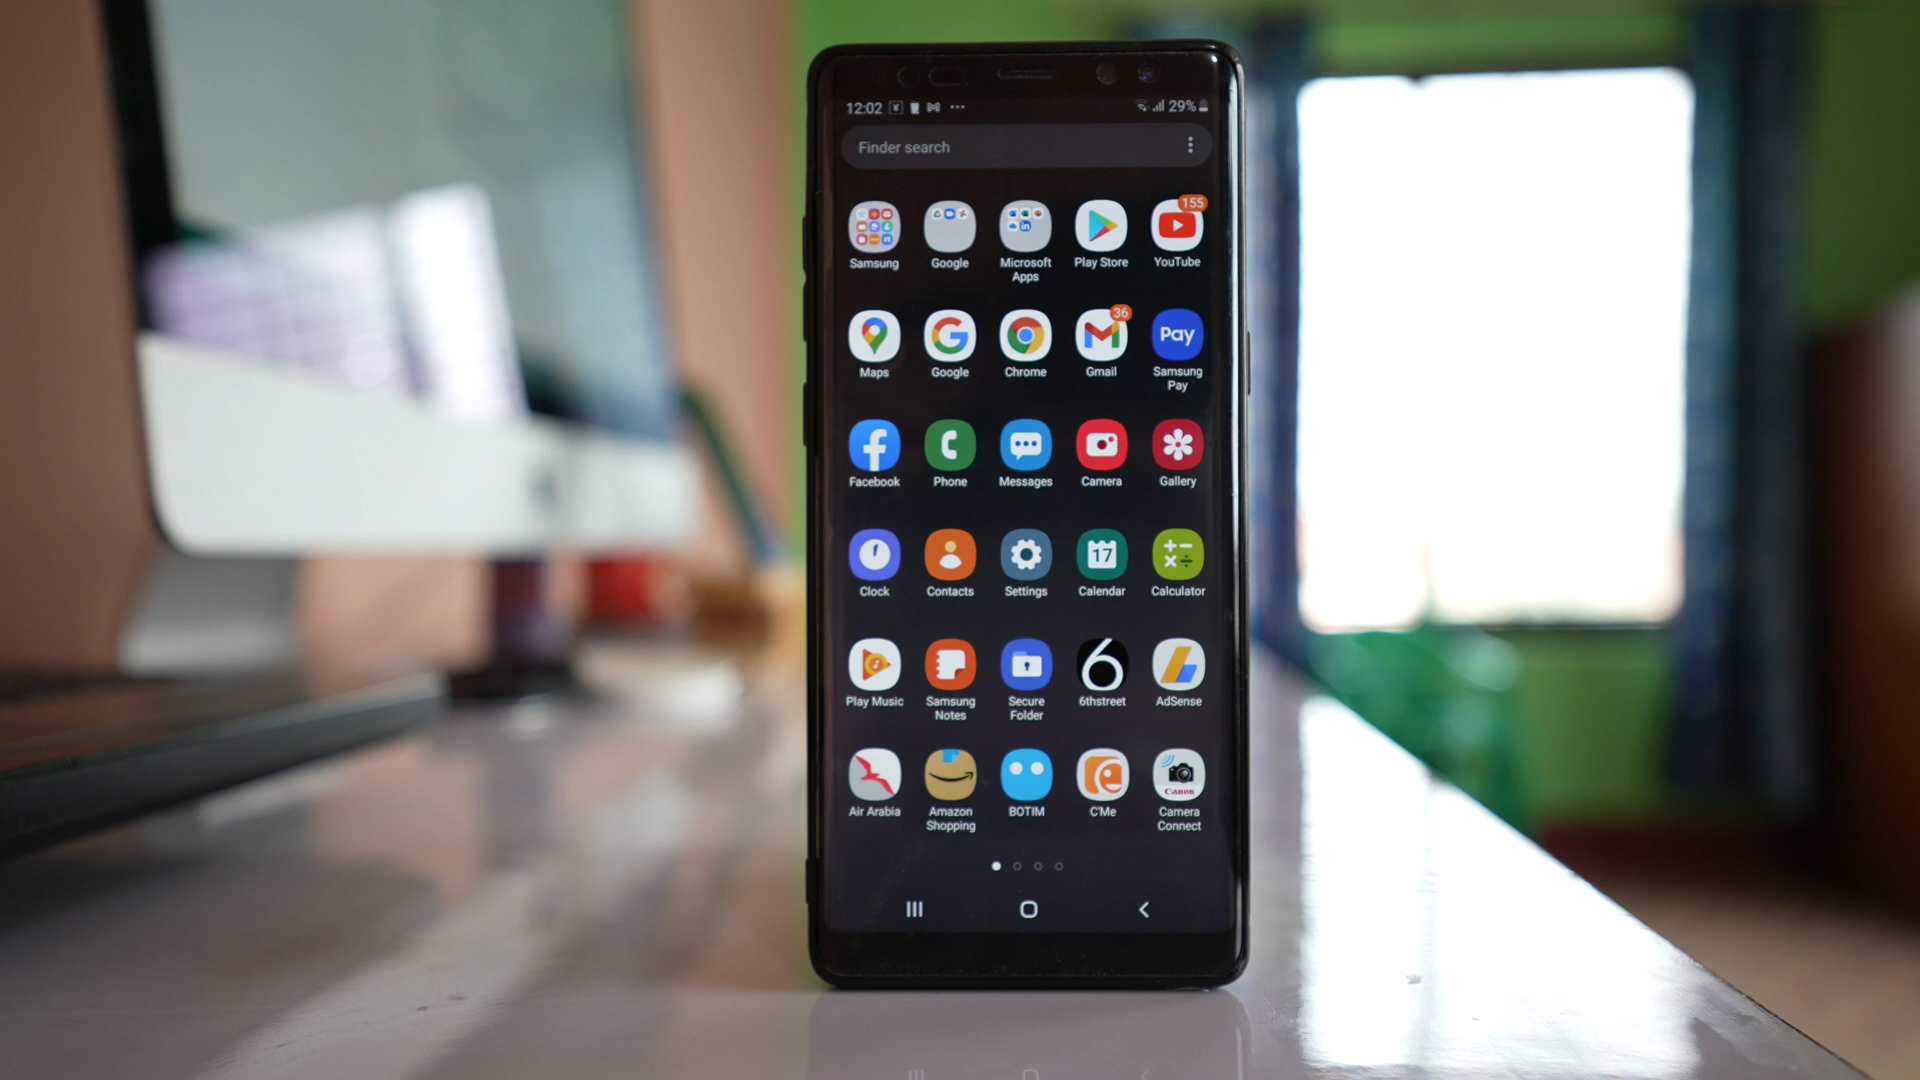 12:02
29%
Finder search
155
Samsung Google Microsoft Apps Play Store YouTube
36
Pay
Maps Google Chrome Gmail Samsung Pay
Facebook Phone Messages Camera Gallery
17
Clock Contacts Settings Calendar Calculator
6
Play Music Samsung Notes Secure Folder 6thstreet AdSense
Canon
Air Arabia Amazon Shopping BOTIM C'Me Camera Connect